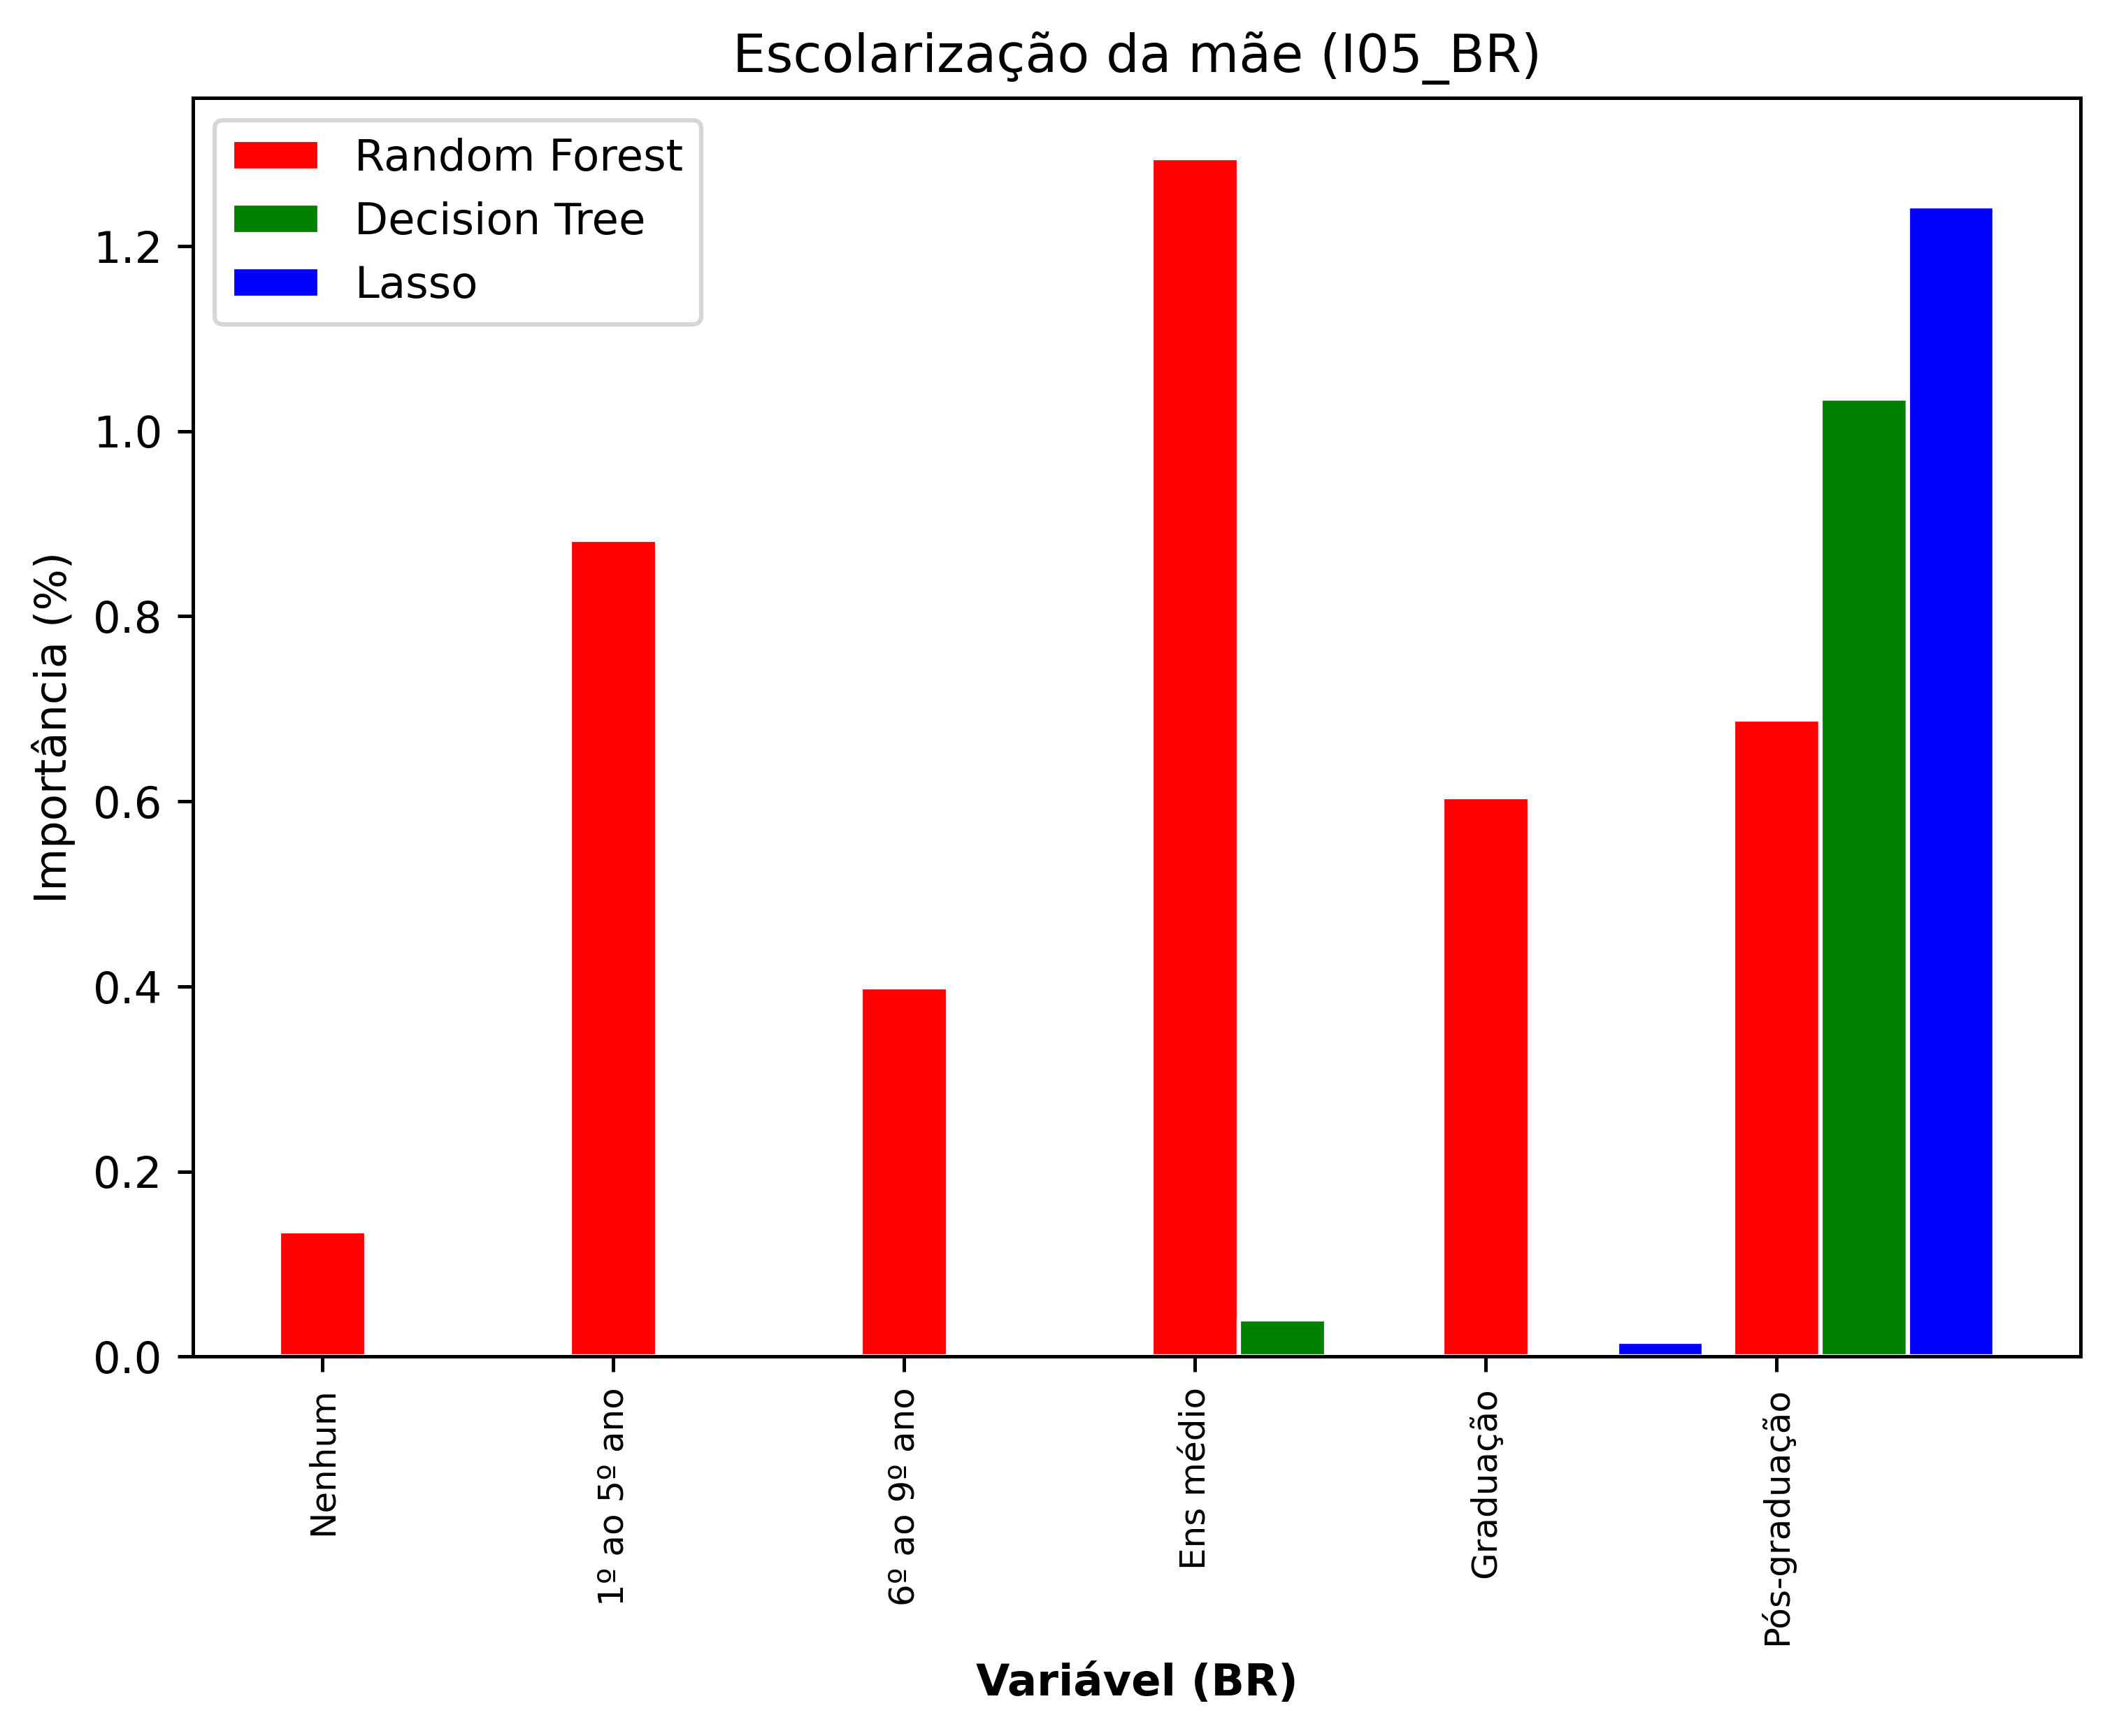 Escolarização da mãe (I05_BR)
Random Forest
Decision Tree
Lasso
Importância (%)
1.2
1.0
0.8
0.6
0.4
0.2
0.0
Nenhum
1º ao 5º ano
6º ao 9º ano
Ens médio
Graduação
Pós-graduação
Variável (BR)